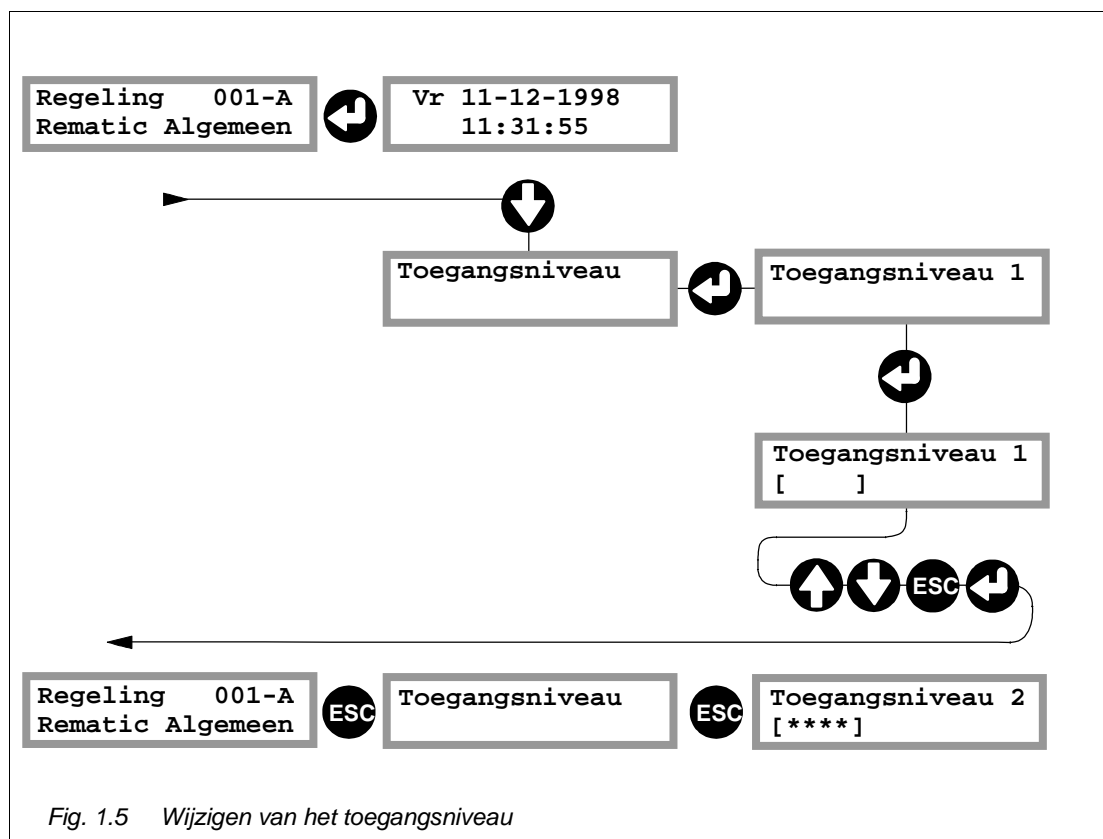 Regeling 001-A
Rematic Algemeen
Vr 11-12-1998
11:31:55
Toegangsniveau
Toegangsniveau 1
Toegangsniveau 1
[ ]
ESC
Regeling 001-A
Rematic Algemeen
ESC
Toegangsniveau
ESC
Toegangsniveau 2
[****]
Fig. 1.5 Wijzigen van het toegangsniveau